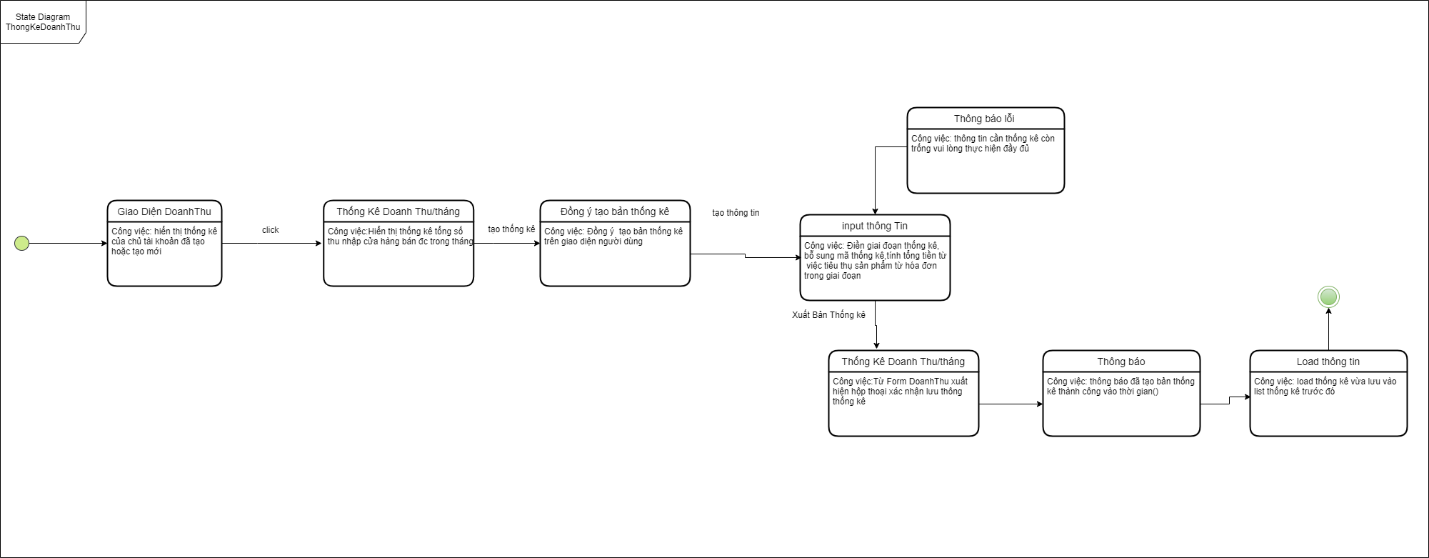 State Diagram
ThongKeDoanhThu
Thông báo lỗi
Công việc: thông tin cần thống kê còn
trống vui lòng thực hiện đầy đủ
Giao Diên DoanhThu
Công việc: hiển thị thống kê
của chủ tài khoản đã tạo
hoặc tạo mới
click
Thống Kê Doanh Thu/tháng
Công việc:Hiển thị thống kê tổng số
thu nhập cửa hàng bán đc trong tháng
tao thống kê
Đồng ý tạo bản thống kê
Công việc: Đồng ý  tạo bản thống kê
trên giao diện người dùng
tạo thông tin
input thông Tin
Công việc: Điền giai đoạn thống kê,
bổ sung mã thống kê,tính tổng tiền từ
việc tiêu thụ sản phẩm từ hóa đơn
trong giai đoạn
Xuất Bản Thống kê
Thống Kê Doanh Thu/tháng
Công việc:Từ Form DoanhThu xuất
hiện hộp thoại xác nhận lưu thông
thống kê
Thông báo
Công việc: thông báo đã tạo bản thống
kê thành công vào thời gian()
Load thông tin
Công việc: load thống kê vừa lưu vào
list thống kê trước đó